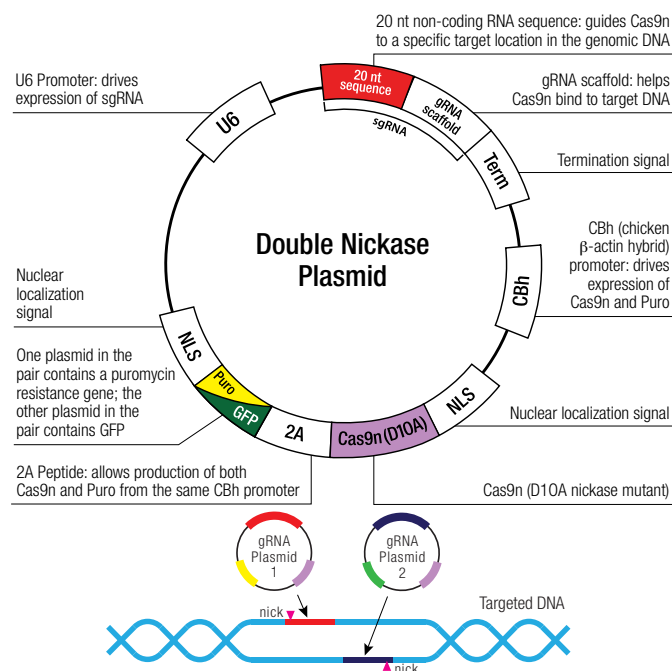 20 nt non-coding RNA sequence: guides Cas9n
to a specific target location in the genomic DNA
U6 Promoter: drives
expression of sgRNA
20 nt
sequence
gRNA
scaffold
gRNA scaffold: helps
Cas9n bind to target DNA
U6
sgRNA
Term
Termination signal
Double Nickase
Plasmid
CBh (chicken
β-actin hybrid)
promoter: drives
expression of
Cas9n and Puro
CBh
Nuclear
localization
signal
NLS
Puro
GFP
2A
Cas9n (D10A)
NLS
One plasmid in the
pair contains a puromycin
resistance gene; the
other plasmid in the
pair contains GFP
Nuclear localization signal
2A Peptide: allows production of both
Cas9n and Puro from the same CBh promoter
Cas9n (D10A nickase mutant)
gRNA
Plasmid
1
gRNA
Plasmid
2
nick
Targeted DNA
nick